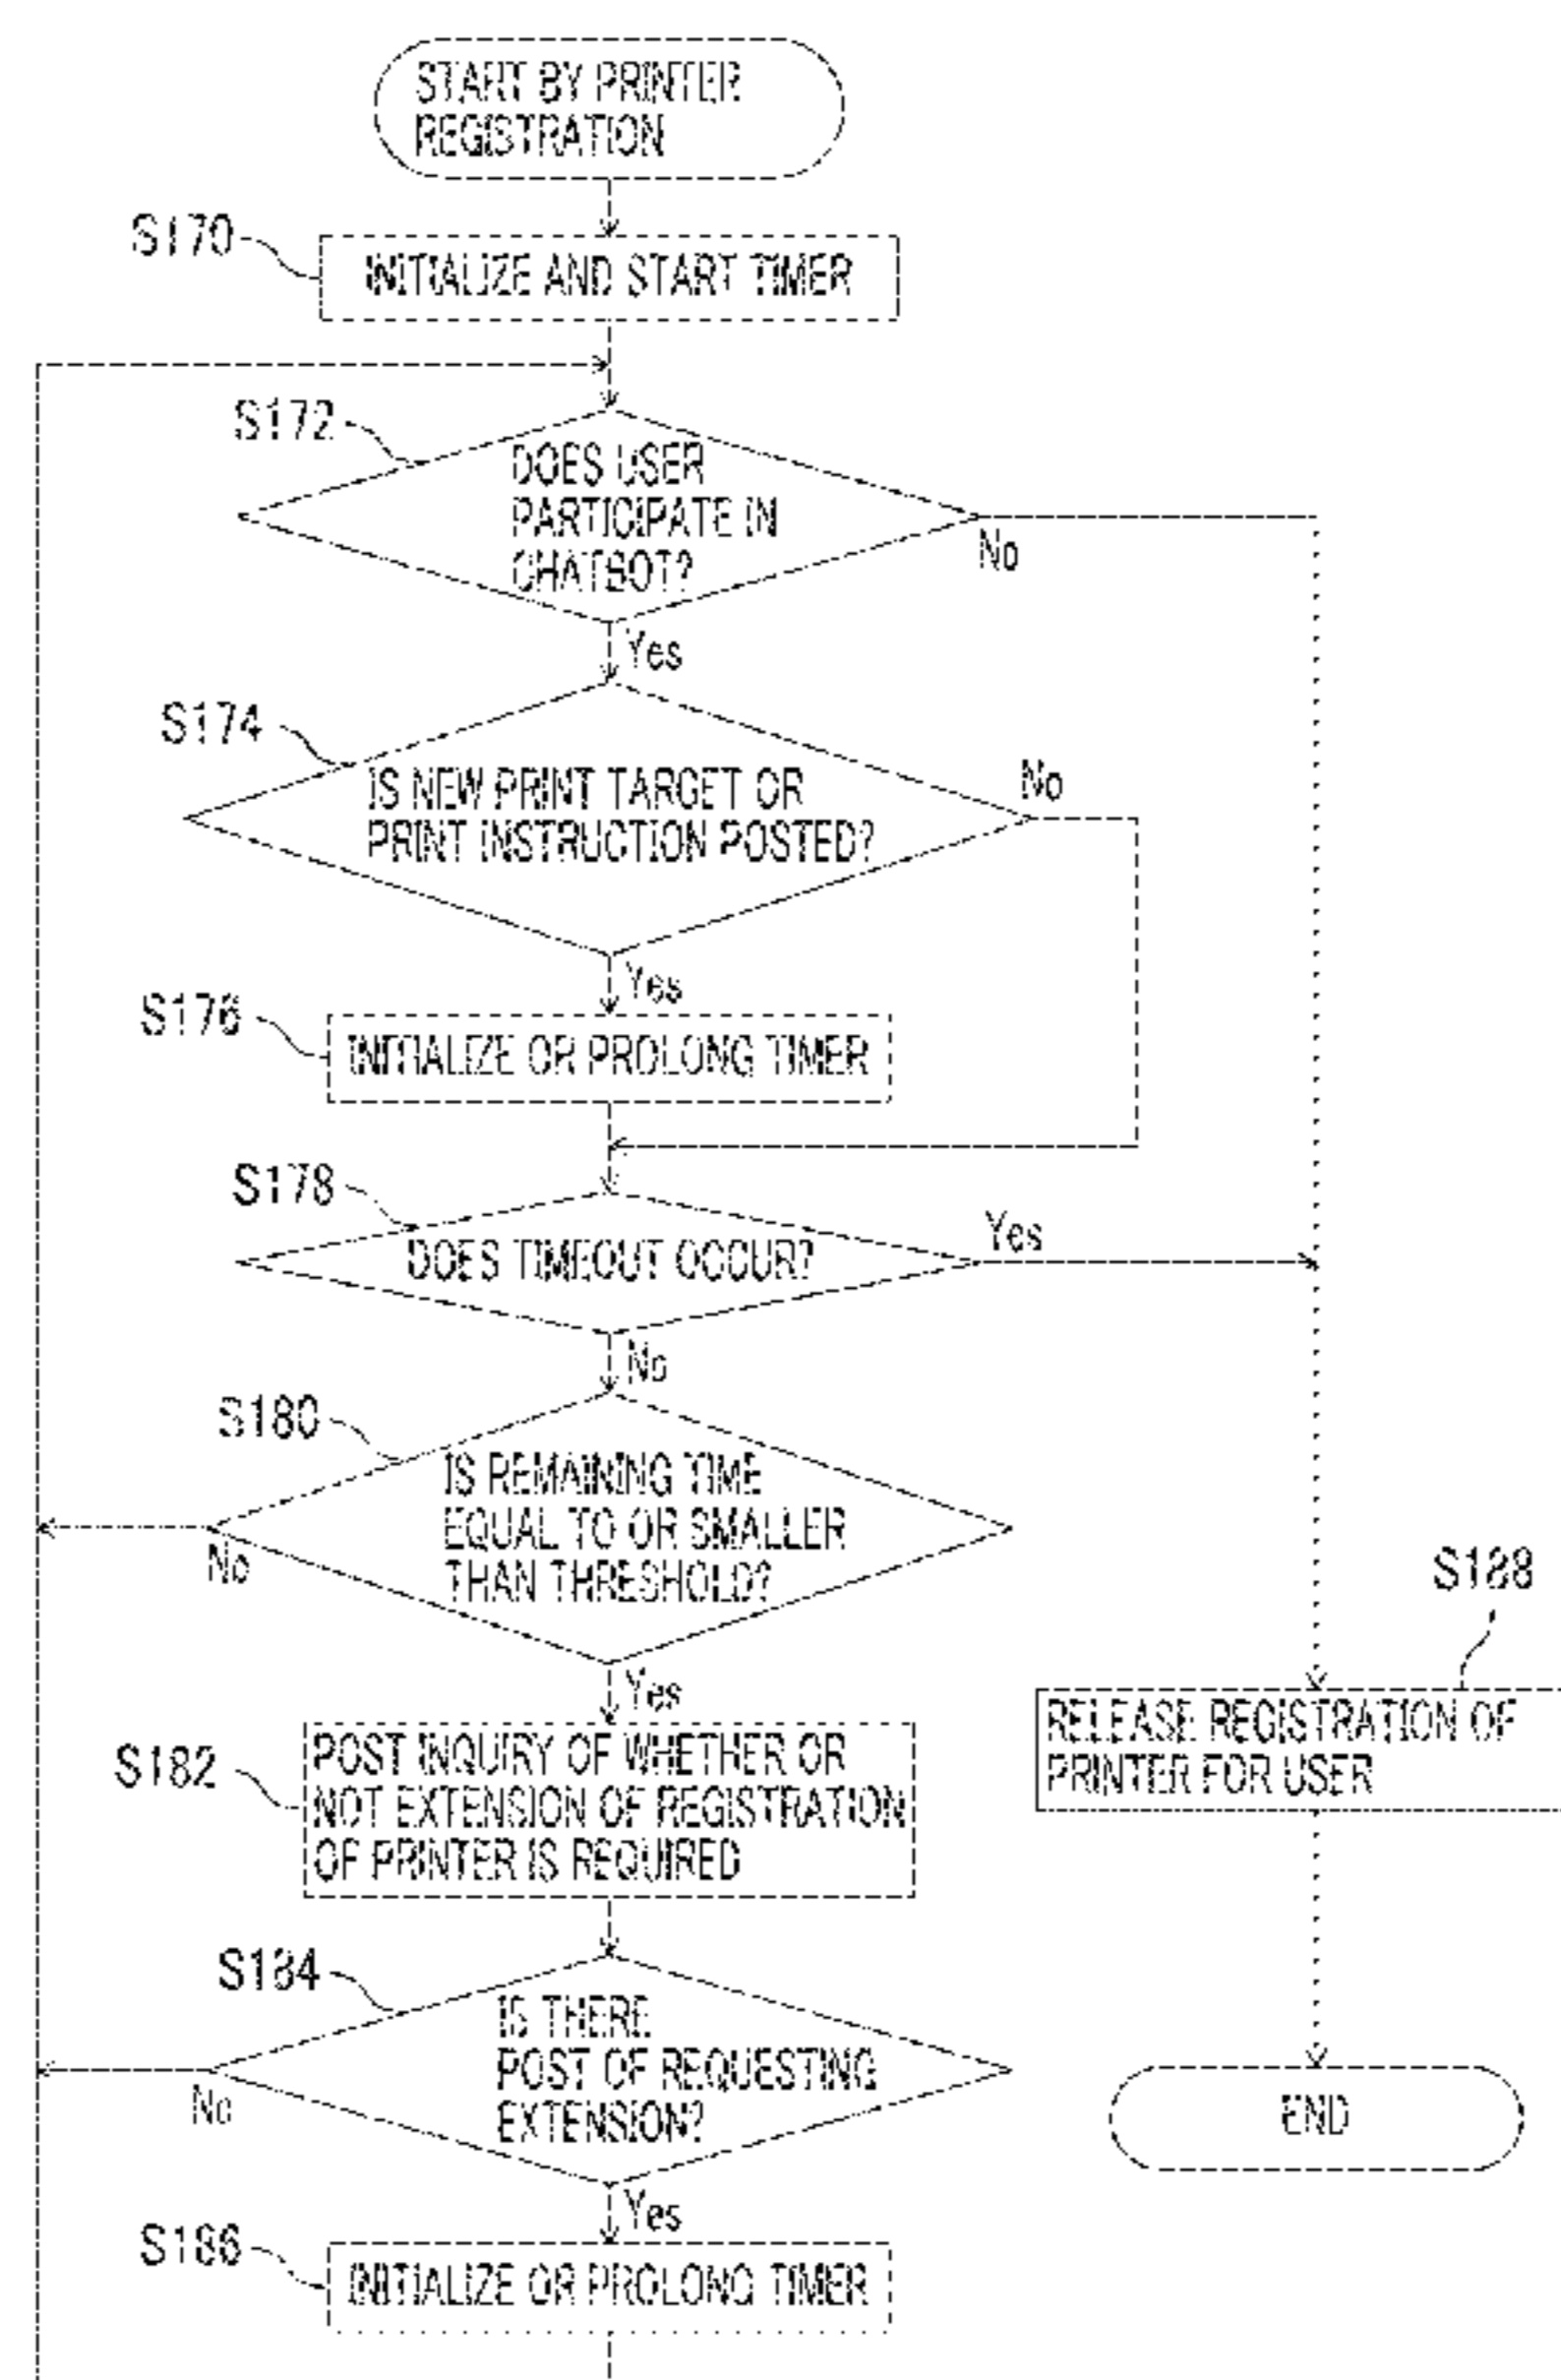 START BY PRINTER
REGISTRATION
S170
INITIALIZE AND START TIMER
S172
DOES USER
PARTICIPATE IN
CHATBOT?
No
Yes
S174
IS NEW PRINT TARGET OR
PRINT INSTRUCTION POSTED?
No
Yes
S176
INITIALIZE OR PROLONG TIMER
S178
DOES TIMEOUT OCCUR?
Yes
No
S180
IS REMAINING TIME
EQUAL TO OR SMALLER
THAN THRESHOLD?
No
Yes
S182
POST INQUIRY OF WHETHER OR
NOT EXTENSION OF REGISTRATION
OF PRINTER IS REQUIRED
S188
RELEASE REGISTRATION OF
PRINTER FOR USER
S184
IS THERE
POST OF REQUESTING
EXTENSION?
No
Yes
END
S186
INITIALIZE OR PROLONG TIMER